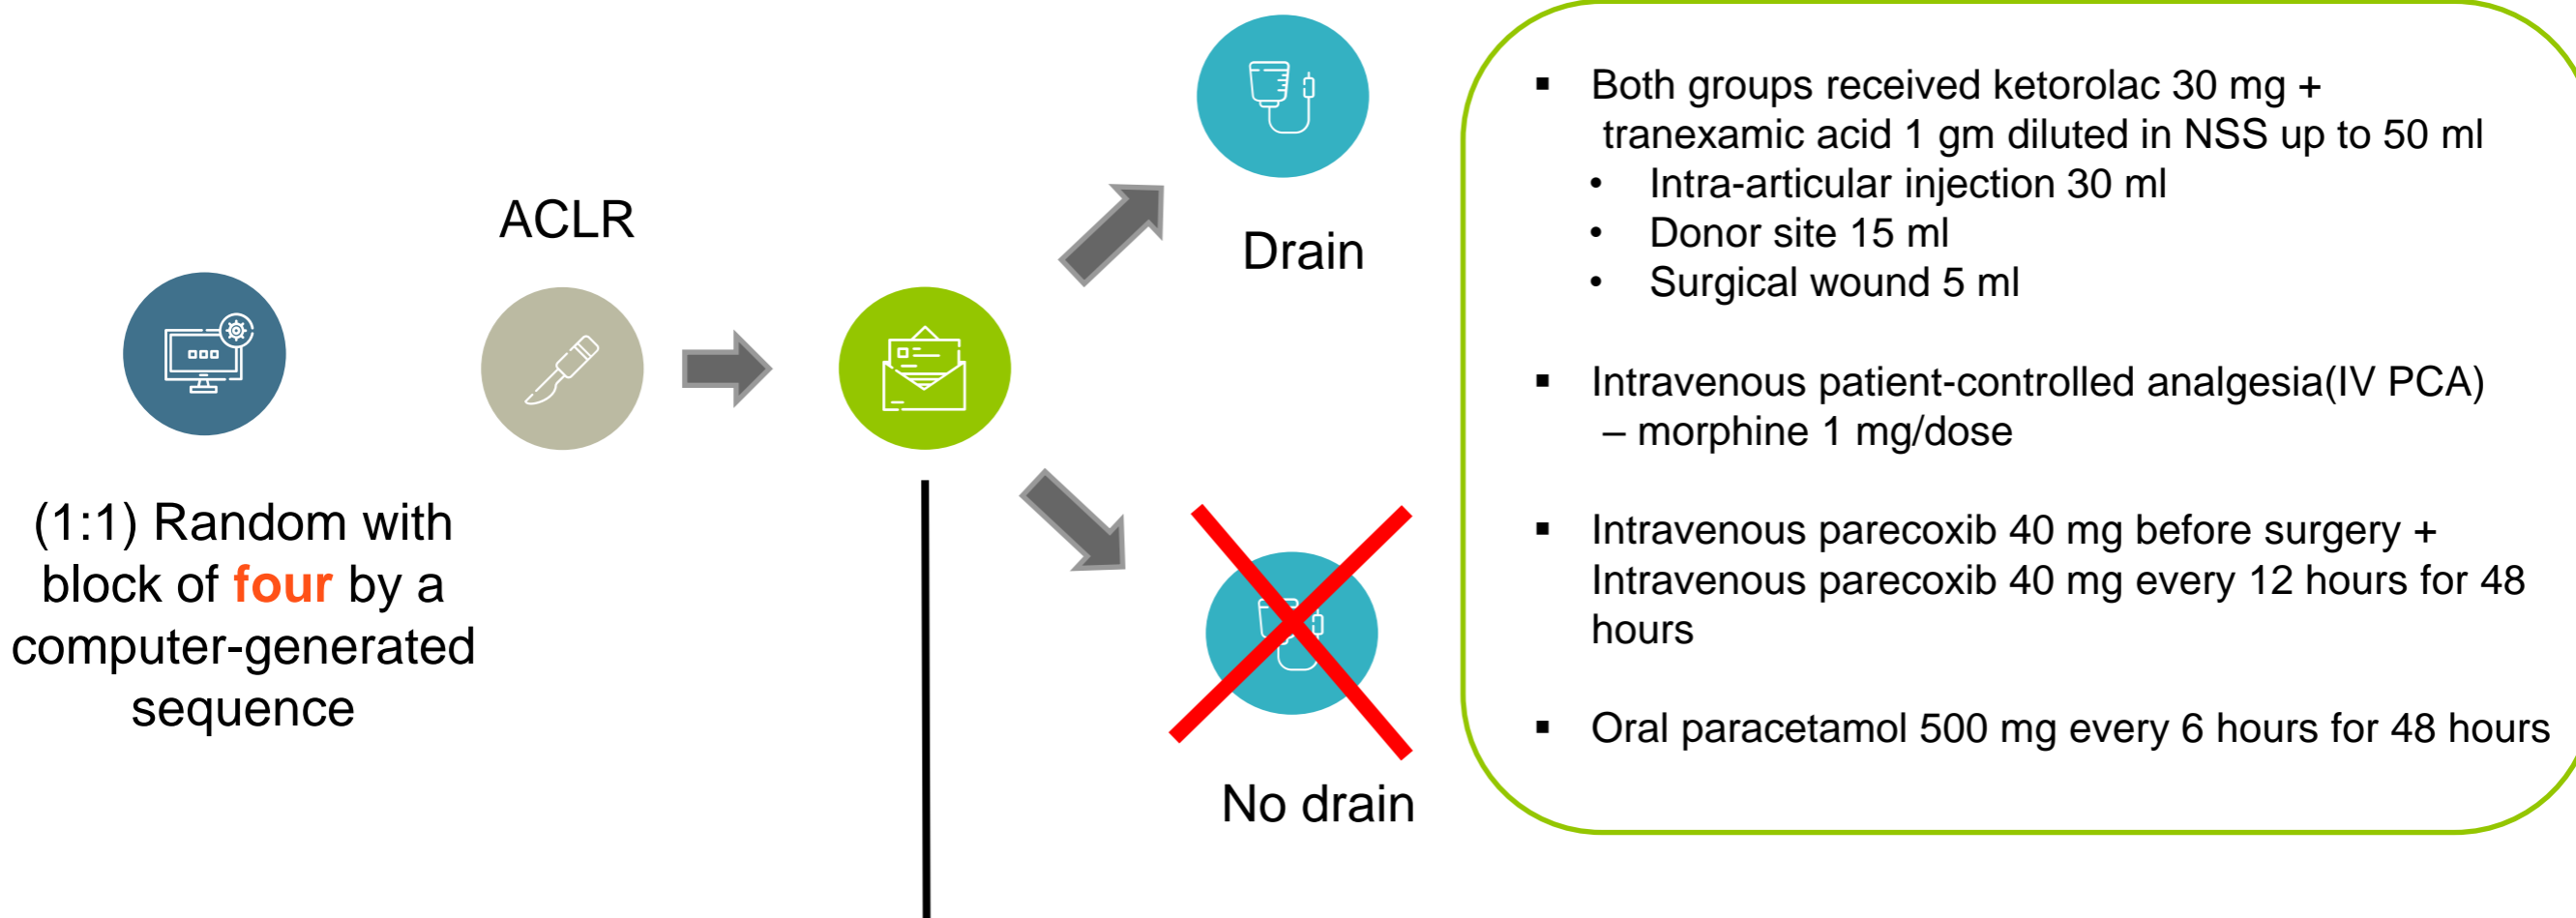 ACLR
(1:1) Random with
block of four by a
computer-generated
sequence
Drain
No drain
▪ Both groups received ketorolac 30 mg +
tranexamic acid 1 gm diluted in NSS up to 50 ml
• Intra-articular injection 30 ml
• Donor site 15 ml
• Surgical wound 5 ml
▪ Intravenous patient-controlled analgesia(IV PCA)
– morphine 1 mg/dose
▪ Intravenous parecoxib 40 mg before surgery +
Intravenous parecoxib 40 mg every 12 hours for 48
hours
▪ Oral paracetamol 500 mg every 6 hours for 48 hours